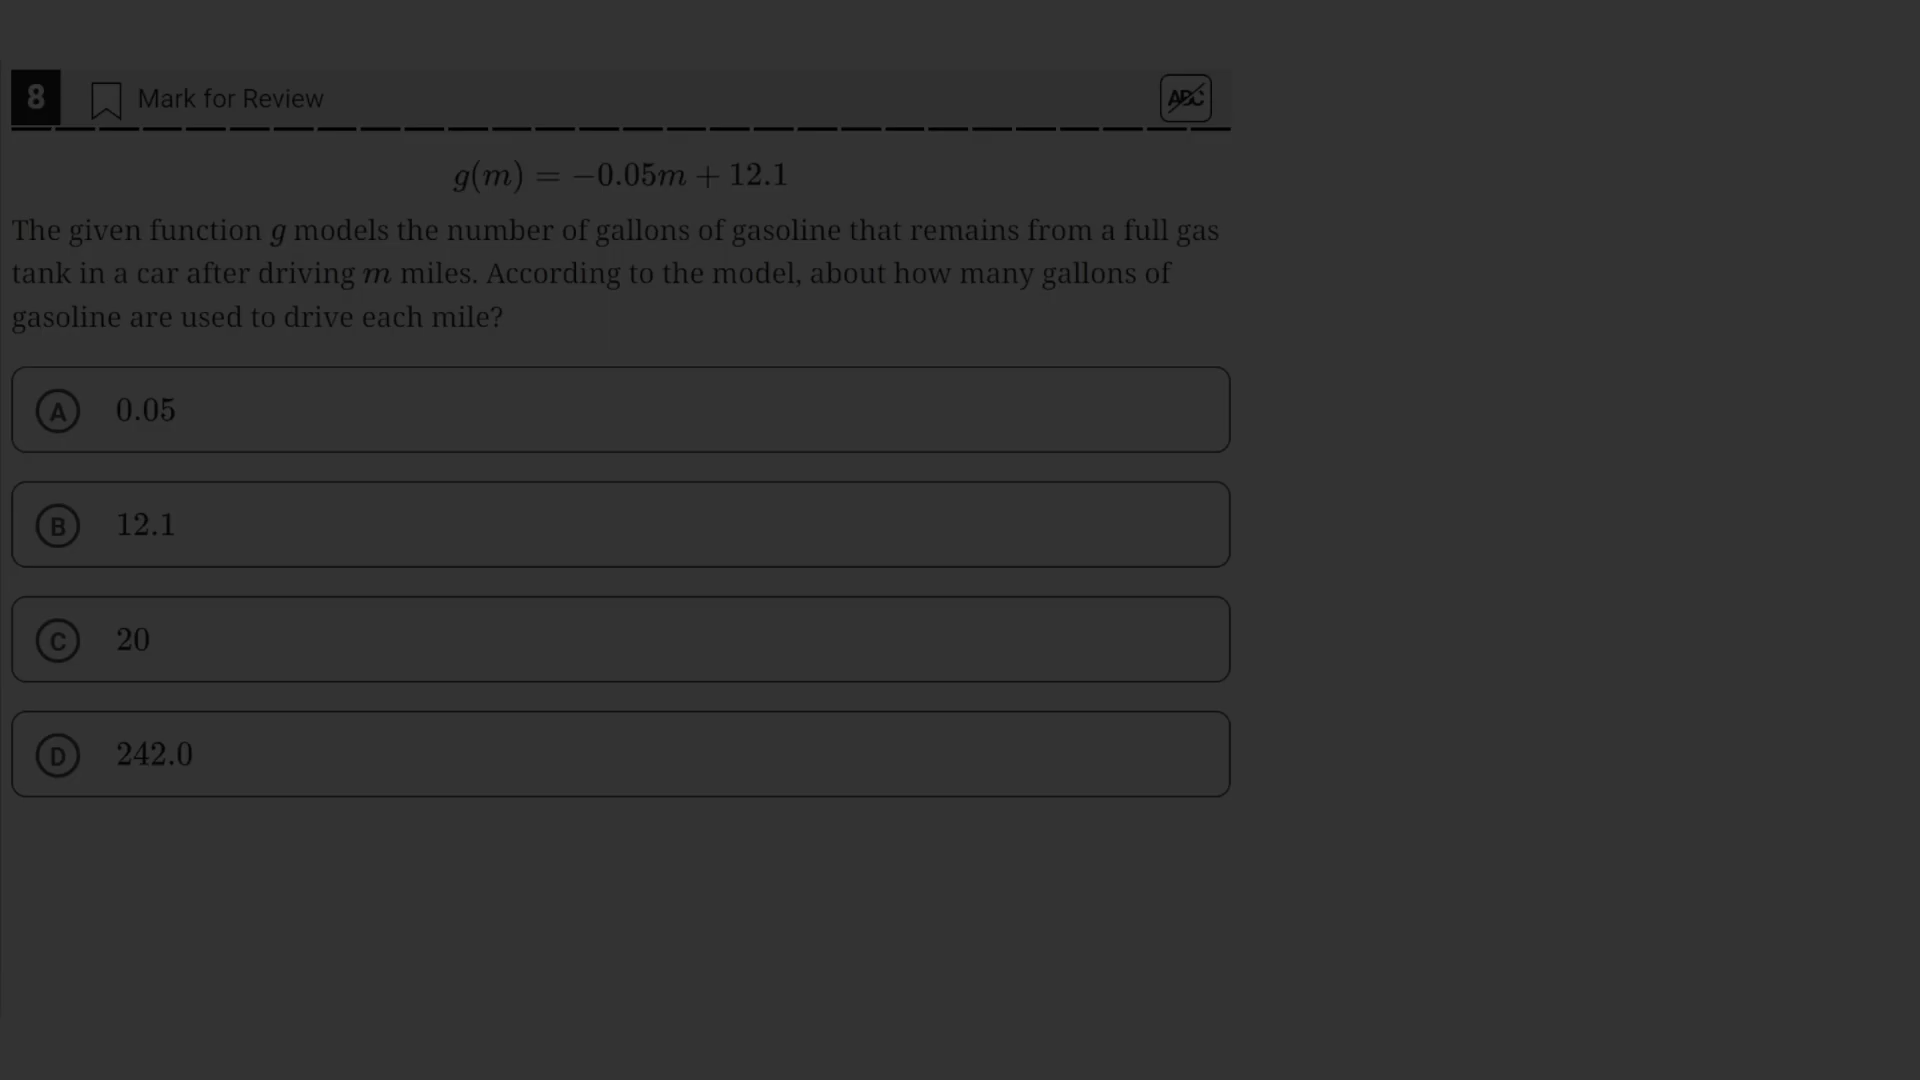 8 Mark for Review ABC
g(m) = −0.05m + 12.1
The given function g models the number of gallons of gasoline that remains from a full gas
tank in a car after driving m miles. According to the model, about how many gallons of
gasoline are used to drive each mile?
A 0.05
B 12.1
C 20
D 242.0